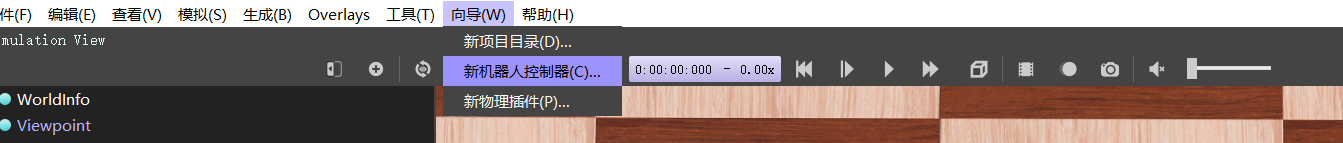 件(F) 编辑(E) 查看(V) 模拟(S) 生成(B) Overlays 工具(T) 向导(W) 帮助(H)
mulation View
新项目目录(D)...
新机器人控制器(C)...
0:00:00:000 - 0.00x
新物理插件(P)...
WorldInfo
Viewpoint